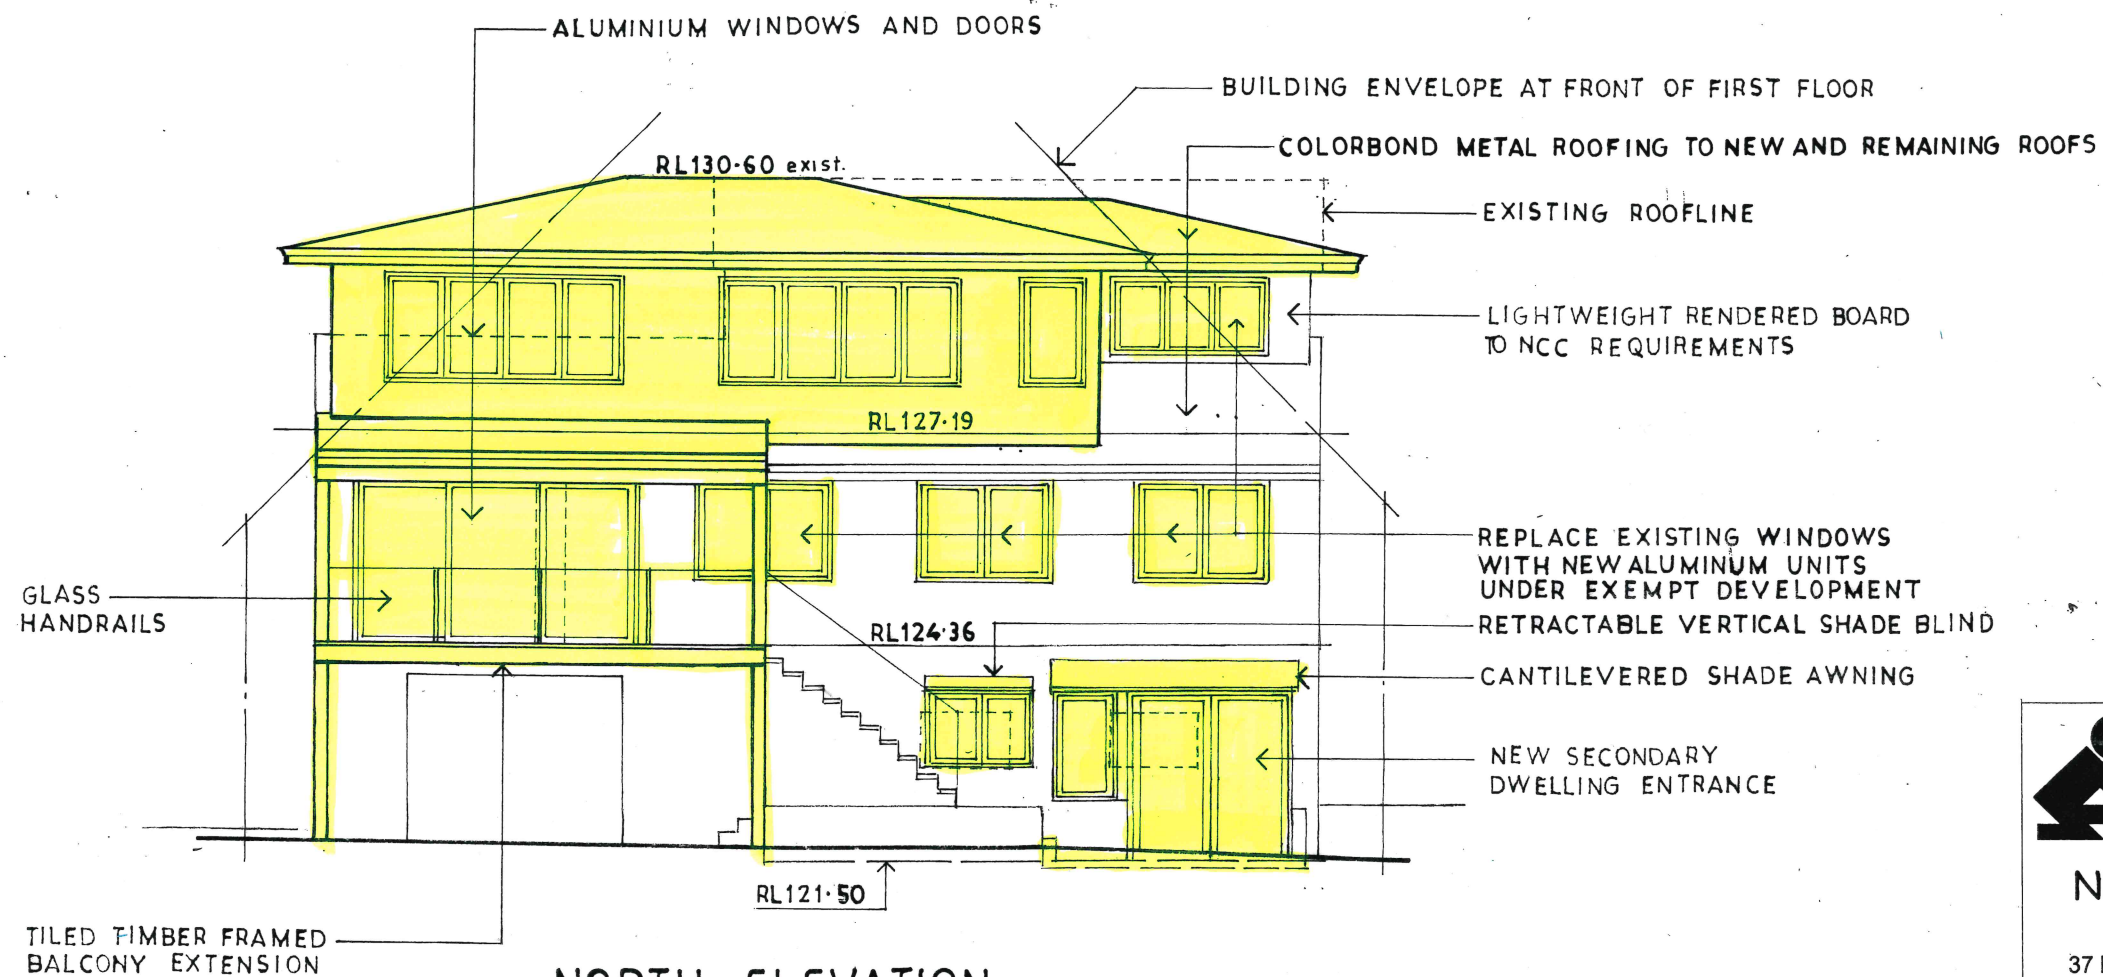 ALUMINIUM WINDOWS AND DOORS
BUILDING ENVELOPE AT FRONT OF FIRST FLOOR
COLORBOND METAL ROOFING TO NEW AND REMAINING ROOFS
RL130·60 exist.
EXISTING ROOFLINE
LIGHTWEIGHT RENDERED BOARD
TO NCC REQUIREMENTS
RL127·19
REPLACE EXISTING WINDOWS
WITH NEW ALUMINUM UNITS
UNDER EXEMPT DEVELOPMENT
GLASS
HANDRAILS
RL124·36
RETRACTABLE VERTICAL SHADE BLIND
CANTILEVERED SHADE AWNING
NEW SECONDARY
DWELLING ENTRANCE
RL121·50
TILED TIMBER FRAMED
BALCONY EXTENSION
NORTH ELEVATION
N
37